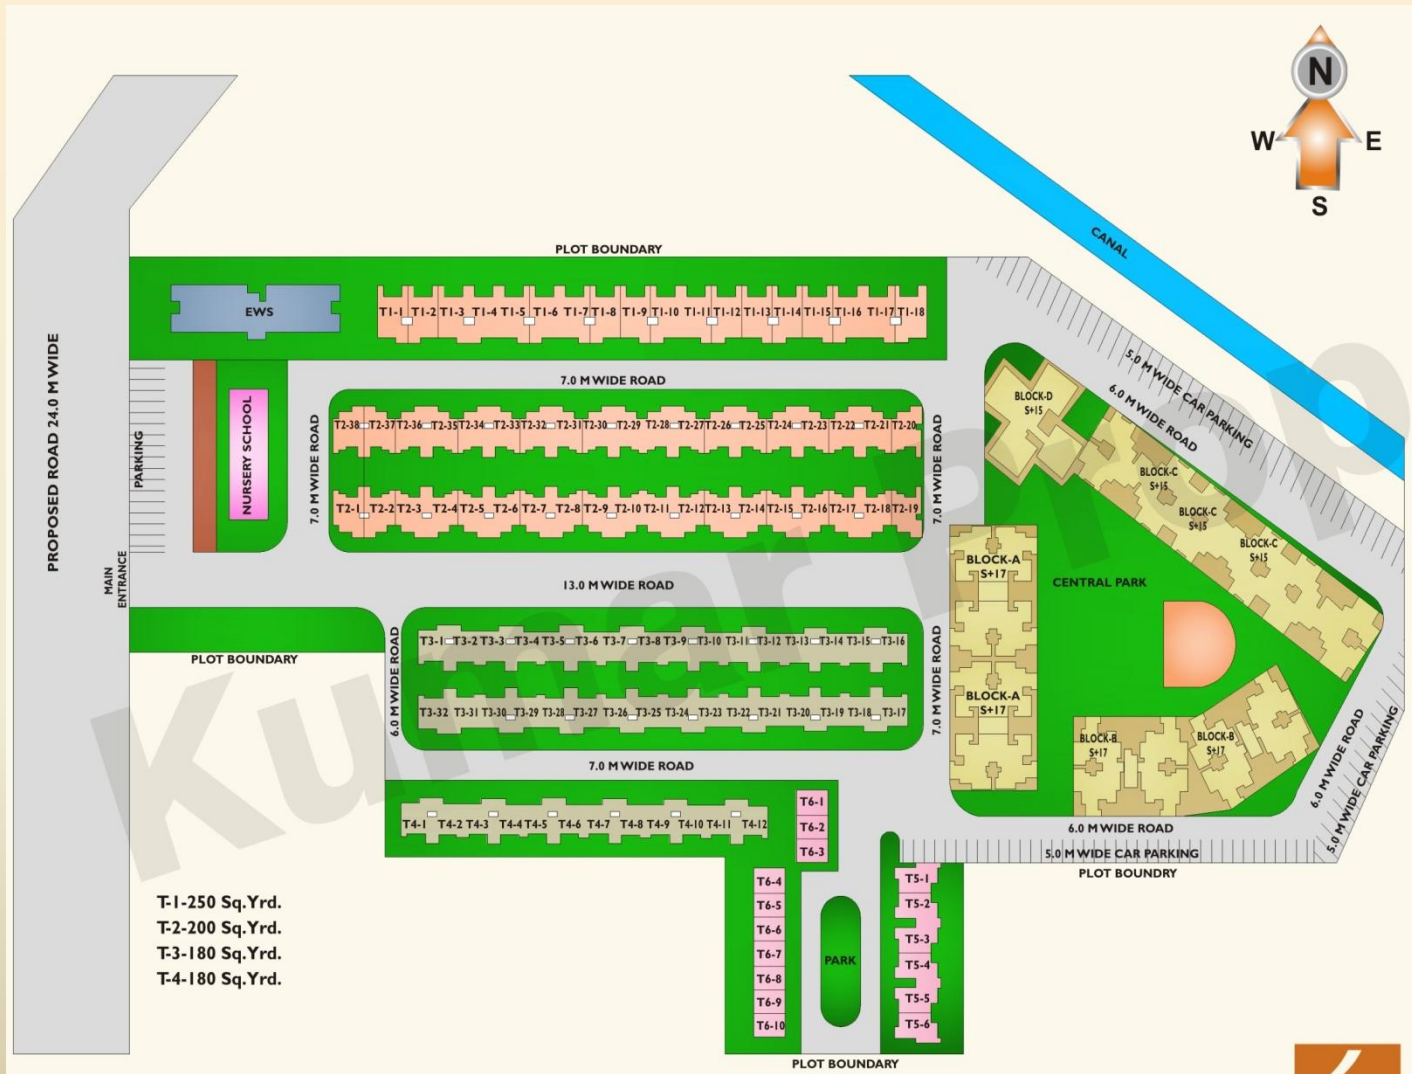 N
W
E
S
CANAL
PLOT BOUNDARY
EWS
T1-1 T1-2 T1-3 T1-4 T1-5 T1-6 T1-7 T1-8 T1-9 T1-10 T1-11 T1-12 T1-13 T1-14 T1-15 T1-16 T1-17 T1-18
PROPOSED ROAD 24.0 M WIDE
7.0 M WIDE ROAD
5.0 M WIDE CAR PARKING
6.0 M WIDE ROAD
BLOCK-D
S+15
PARKING
NURSERY SCHOOL
7.0 M WIDE ROAD
T2-38 T2-37 T2-36 T2-35 T2-34 T2-33 T2-32 T2-31 T2-30 T2-29 T2-28 T2-27 T2-26 T2-25 T2-24 T2-23 T2-22 T2-21 T2-20
7.0 M WIDE ROAD
BLOCK-C
S+15
BLOCK-C
S+15
BLOCK-C
S+15
T2-1 T2-2 T2-3 T2-4 T2-5 T2-6 T2-7 T2-8 T2-9 T2-10 T2-11 T2-12 T2-13 T2-14 T2-15 T2-16 T2-17 T2-18 T2-19
MAIN
ENTRANCE
13.0 M WIDE ROAD
BLOCK-A
S+17
CENTRAL PARK
PLOT BOUNDARY
6.0 M WIDE ROAD
T3-1 T3-2 T3-3 T3-4 T3-5 T3-6 T3-7 T3-8 T3-9 T3-10 T3-11 T3-12 T3-13 T3-14 T3-15 T3-16
7.0 M WIDE ROAD
BLOCK-A
S+17
T3-32 T3-31 T3-30 T3-29 T3-28 T3-27 T3-26 T3-25 T3-24 T3-23 T3-22 T3-21 T3-20 T3-19 T3-18 T3-17
BLOCK-B
S+17
BLOCK-B
S+17
6.0 M WIDE ROAD
5.0 M WIDE CAR PARKING
7.0 M WIDE ROAD
T4-1 T4-2 T4-3 T4-4 T4-5 T4-6 T4-7 T4-8 T4-9 T4-10 T4-11 T4-12
T6-1
T6-2
T6-3
6.0 M WIDE ROAD
5.0 M WIDE CAR PARKING
PLOT BOUNDRY
T6-4
T6-5
T6-6
T6-7
T6-8
T6-9
T6-10
PARK
T5-1
T5-2
T5-3
T5-4
T5-5
T5-6
PLOT BOUNDARY
T-1-250 Sq.Yrd.
T-2-200 Sq.Yrd.
T-3-180 Sq.Yrd.
T-4-180 Sq.Yrd.
Kumar Prop